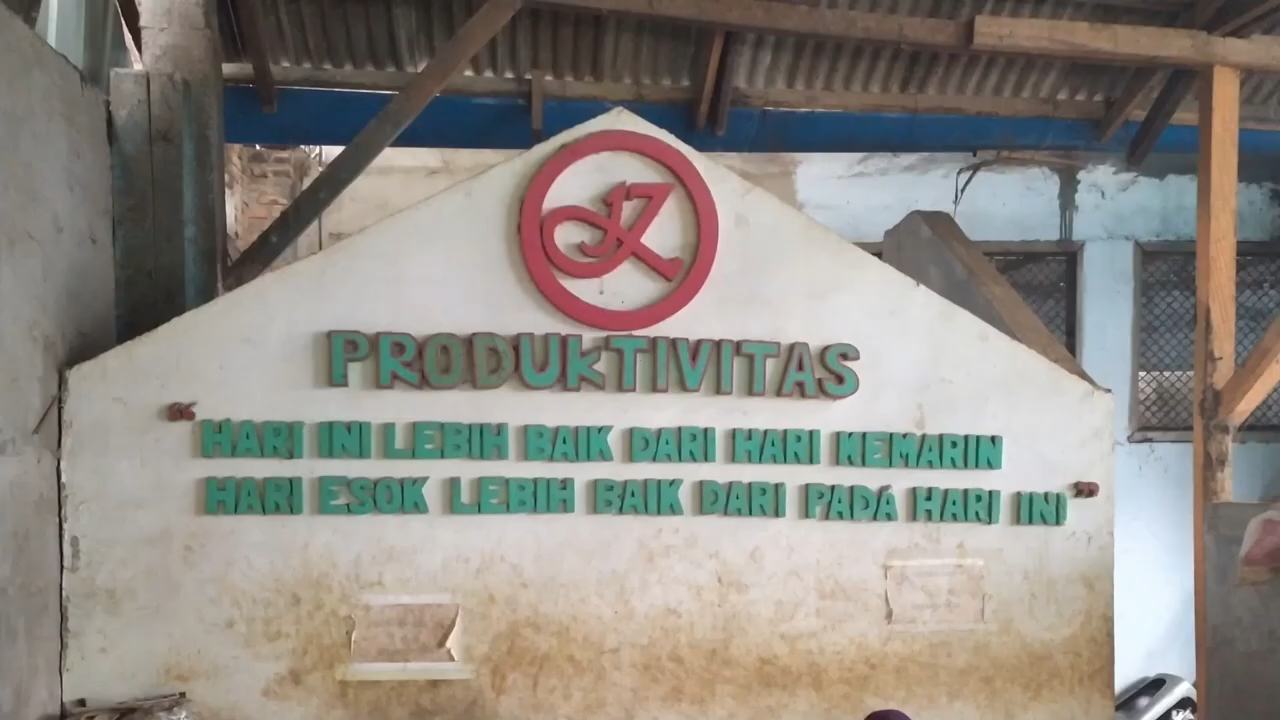 PRODUKTIVITAS
"HARI INI LEBIH BAIK DARI HARI KEMARIN
HARI ESOK LEBIH BAIK DARI PADA HARI INI"